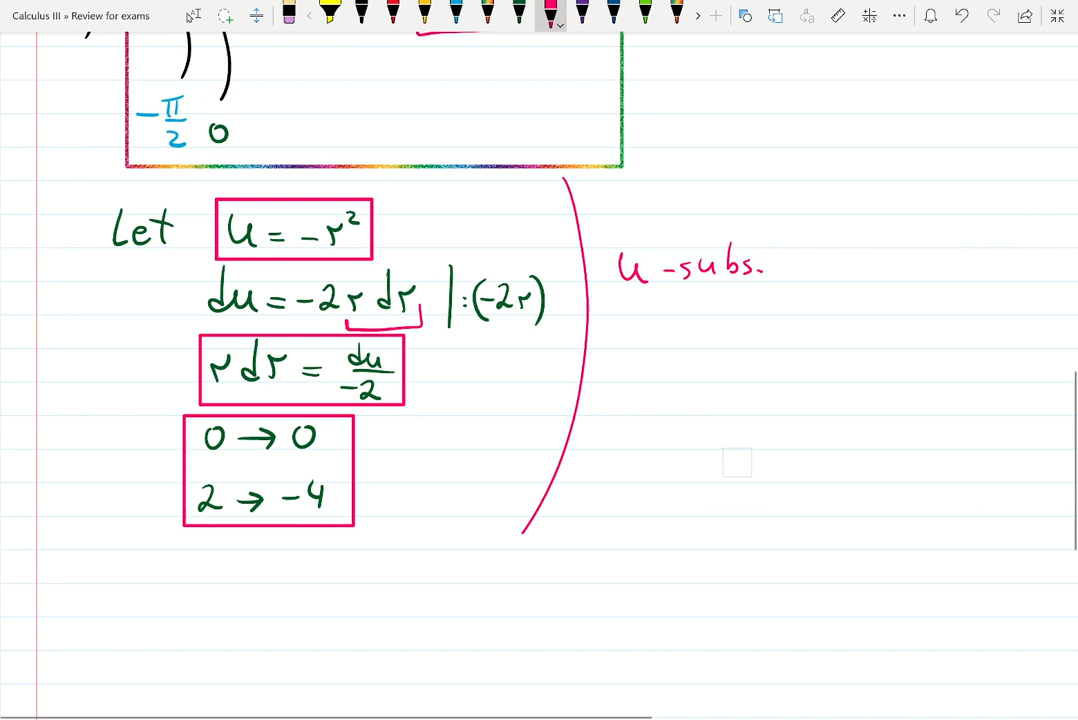 Calculus III » Review for exams
-π/2 0
Let u = -r²
u -subs.
du = -2r dr | :(-2r)
r dr = du/-2
0 → 0
2 → -4